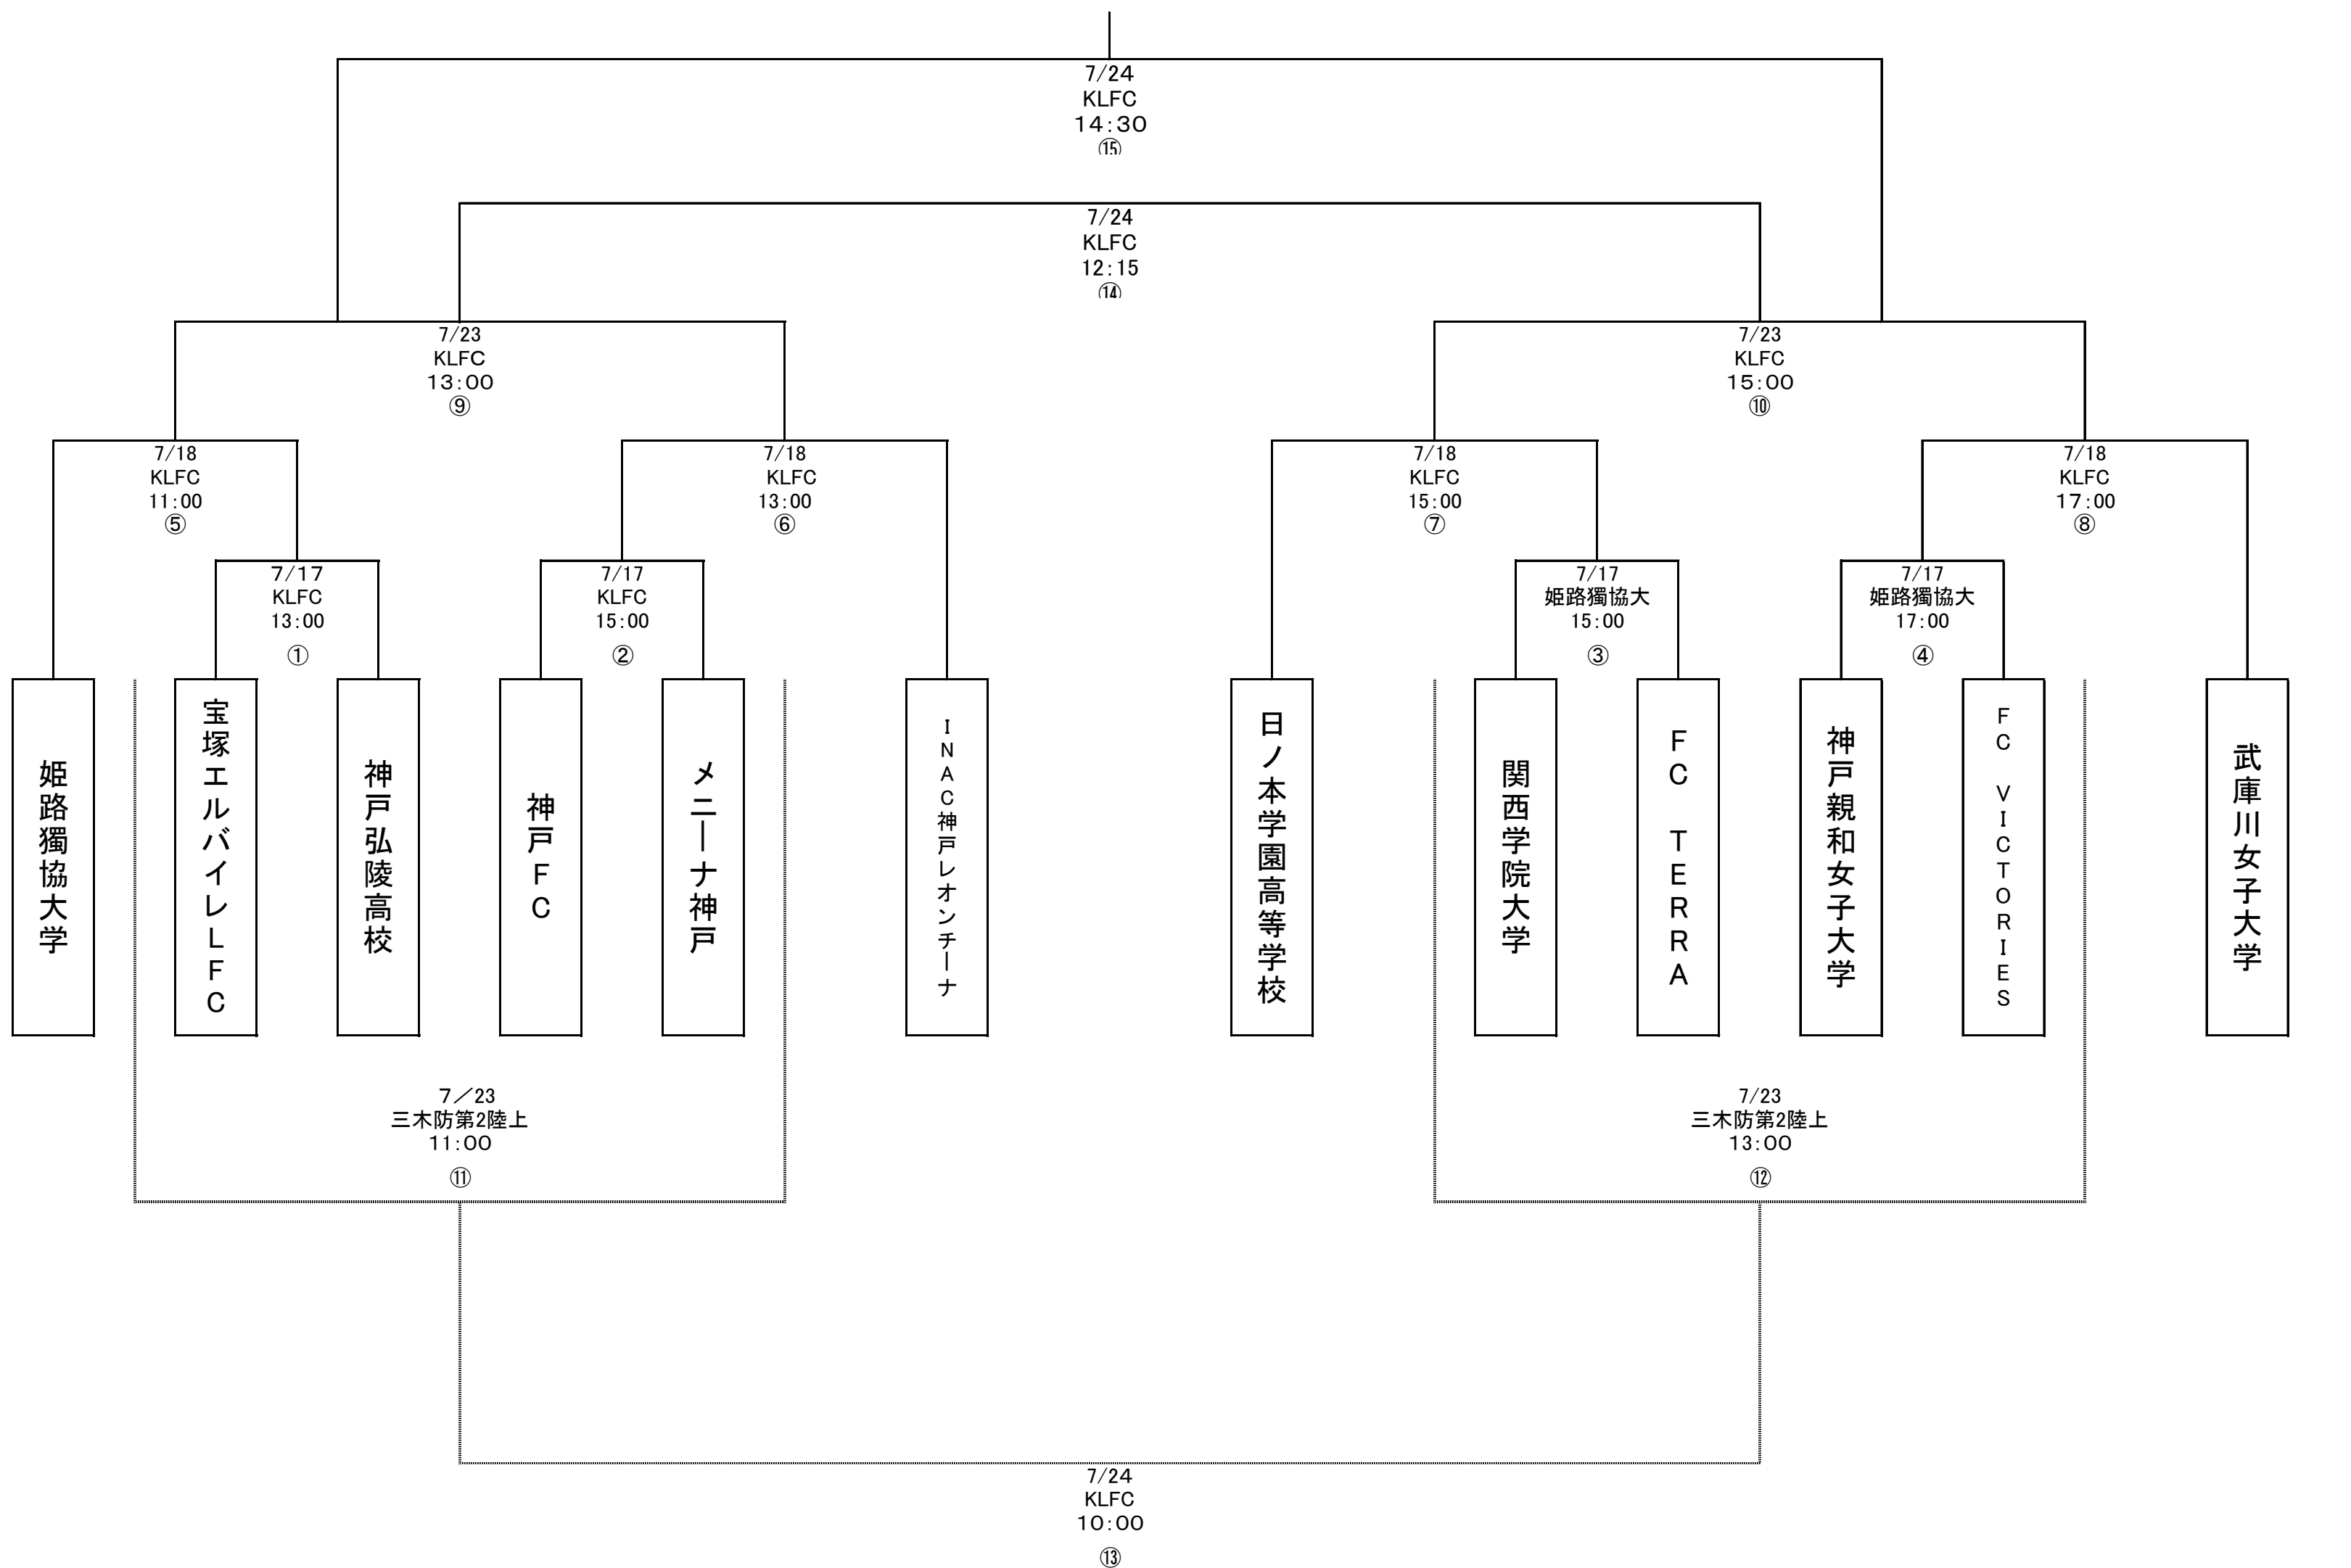 7/24
KLFC
14:30
⑮
7/24
KLFC
12:15
⑭
7/23
KLFC
13:00
⑨
7/23
KLFC
15:00
⑩
7/18
KLFC
11:00
⑤
7/18
KLFC
13:00
⑥
7/18
KLFC
15:00
⑦
7/18
KLFC
17:00
⑧
7/17
KLFC
13:00
①
7/17
KLFC
15:00
②
7/17
姫路獨協大
15:00
③
7/17
姫路獨協大
17:00
④
姫路獨協大学
宝塚エルバイレLFC
神戸弘陵高校
神戸FC
メニーナ神戸
INAC神戸レオンチーナ
日ノ本学園高等学校
関西学院大学
FC TERRA
神戸親和女子大学
FC VICTORIES
武庫川女子大学
7/23
三木防第2陸上
11:00
⑪
7/23
三木防第2陸上
13:00
⑫
7/24
KLFC
10:00
⑬